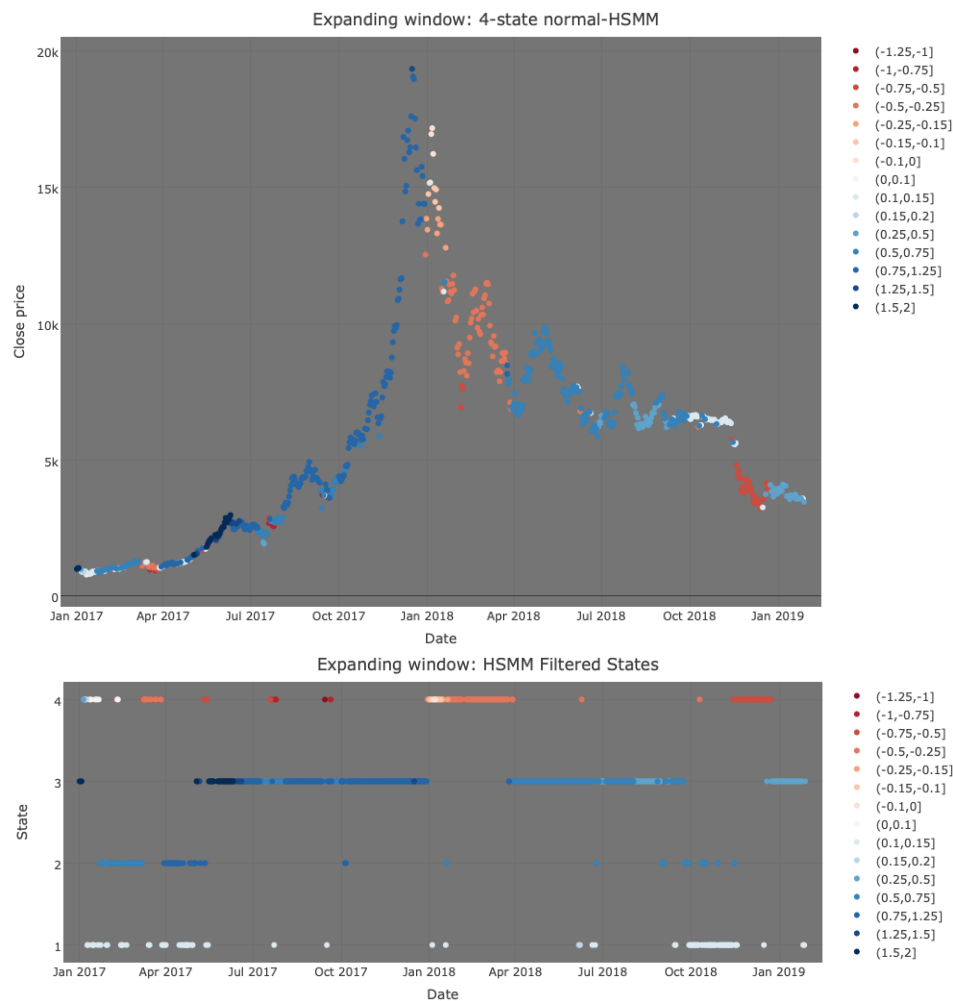 Expanding window: 4-state normal-HSMM
20k
15k
10k
5k
0
Close price
Jan 2017 Apr 2017 Jul 2017 Oct 2017 Jan 2018 Apr 2018 Jul 2018 Oct 2018 Jan 2019
Date
(-1.25,-1]
(-1,-0.75]
(-0.75,-0.5]
(-0.5,-0.25]
(-0.25,-0.15]
(-0.15,-0.1]
(-0.1,0]
(0,0.1]
(0.1,0.15]
(0.15,0.2]
(0.25,0.5]
(0.5,0.75]
(0.75,1.25]
(1.25,1.5]
(1.5,2]
Expanding window: HSMM Filtered States
4
3
2
1
State
Jan 2017 Apr 2017 Jul 2017 Oct 2017 Jan 2018 Apr 2018 Jul 2018 Oct 2018 Jan 2019
Date
(-1.25,-1]
(-1,-0.75]
(-0.75,-0.5]
(-0.5,-0.25]
(-0.25,-0.15]
(-0.15,-0.1]
(-0.1,0]
(0,0.1]
(0.1,0.15]
(0.15,0.2]
(0.25,0.5]
(0.5,0.75]
(0.75,1.25]
(1.25,1.5]
(1.5,2]